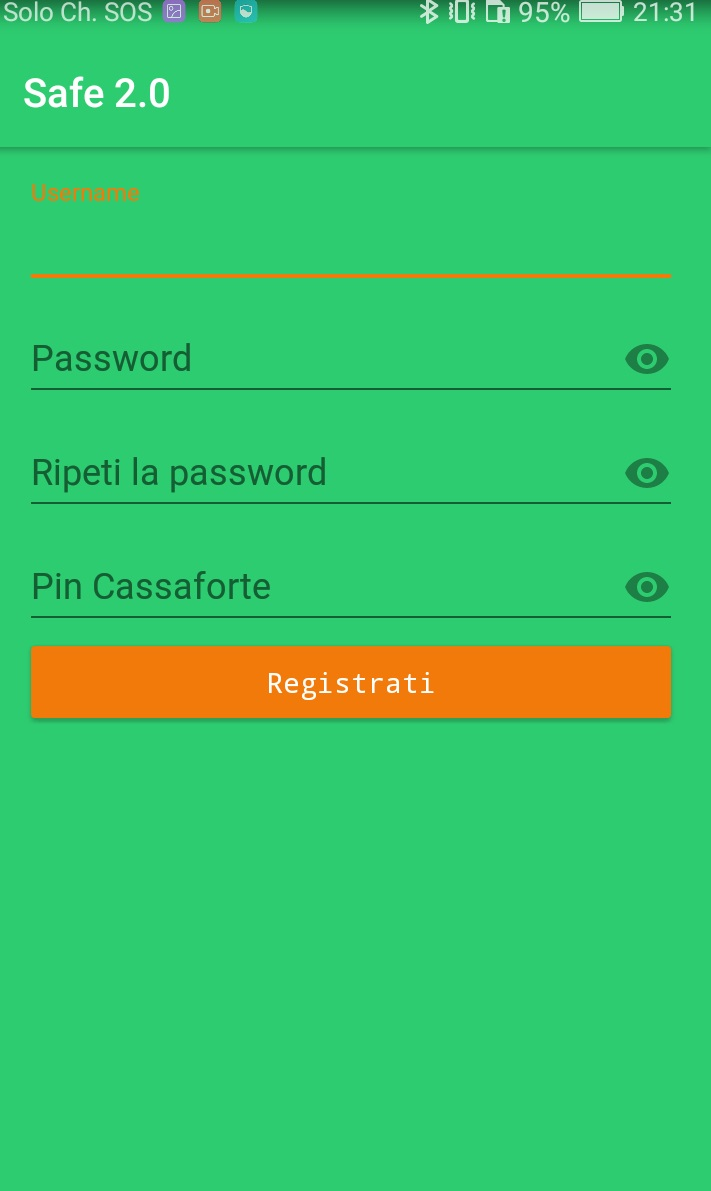 Solo Ch. SOS 95% 21:31
Safe 2.0
Username
Password
Ripeti la password
Pin Cassaforte
Registrati